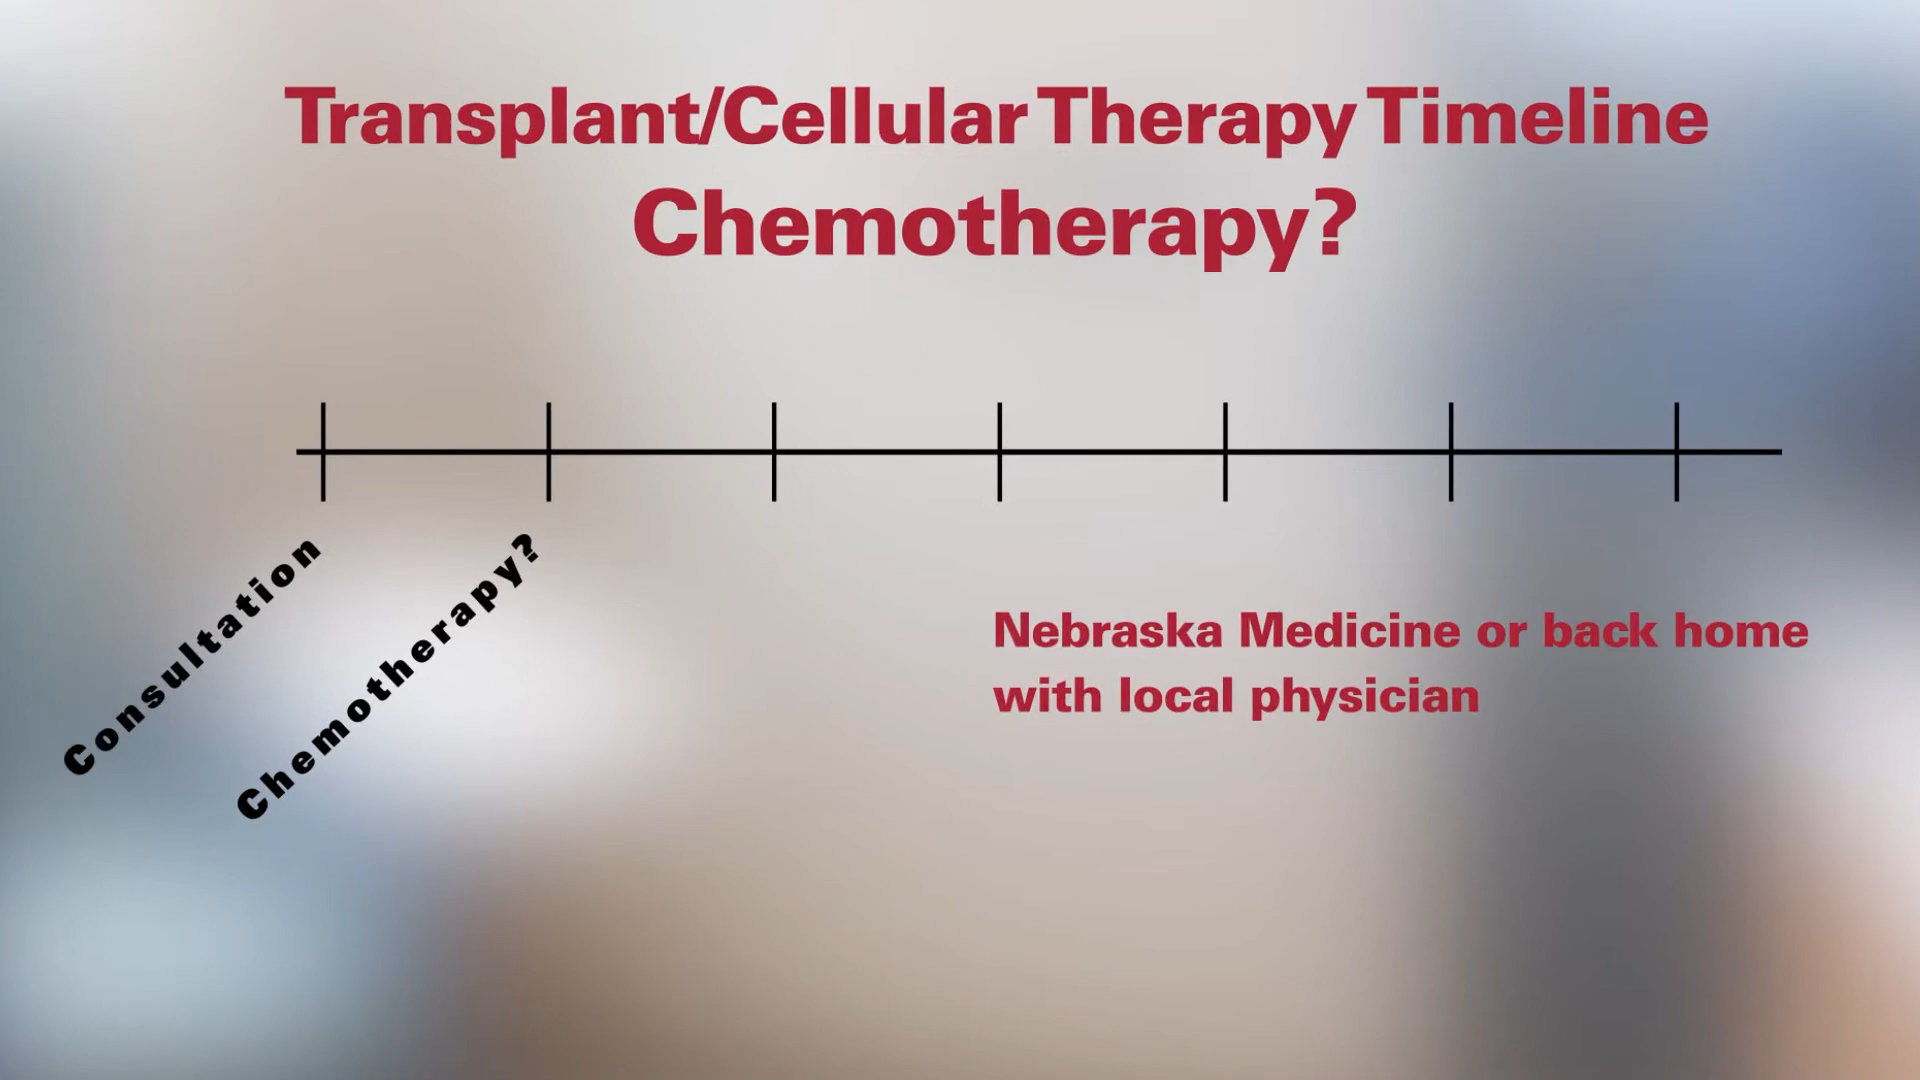 Transplant/Cellular Therapy Timeline
Chemotherapy?
Consultation
Chemotherapy?
Nebraska Medicine or back home
with local physician